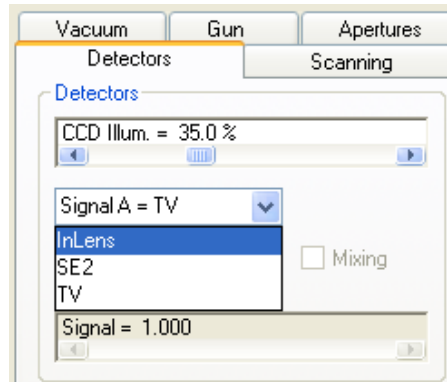 Vacuum Gun Apertures
Detectors Scanning
Detectors
CCD Illum. = 35.0 %
Signal A = TV
InLens
SE2 Mixing
TV
Signal = 1.000